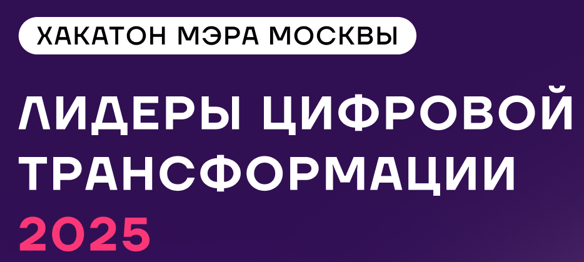 ХАКАТОН МЭРА МОСКВЫ
ЛИДЕРЫ ЦИФРОВОЙ
ТРАНСФОРМАЦИИ
2025